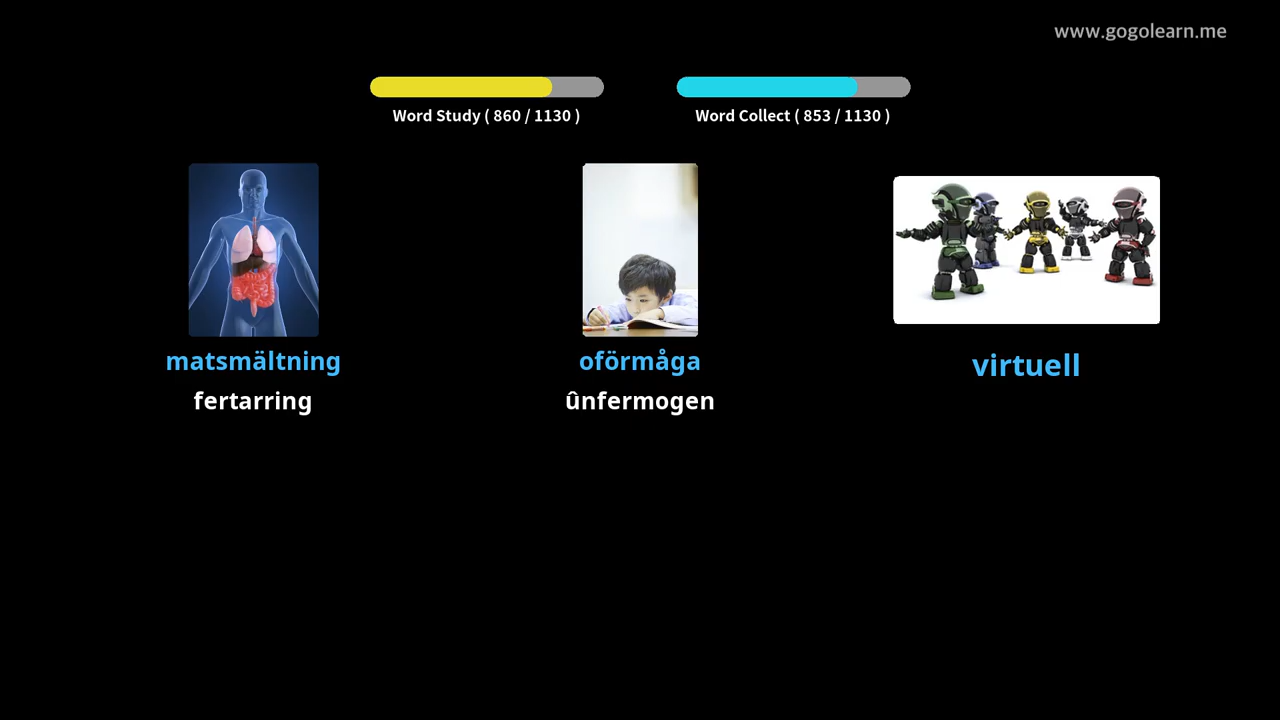 www.gogolearn.me
Word Study ( 860 / 1130 )
Word Collect ( 853 / 1130 )
matsmältning
fertarring
oförmåga
ûnfermogen
virtuell